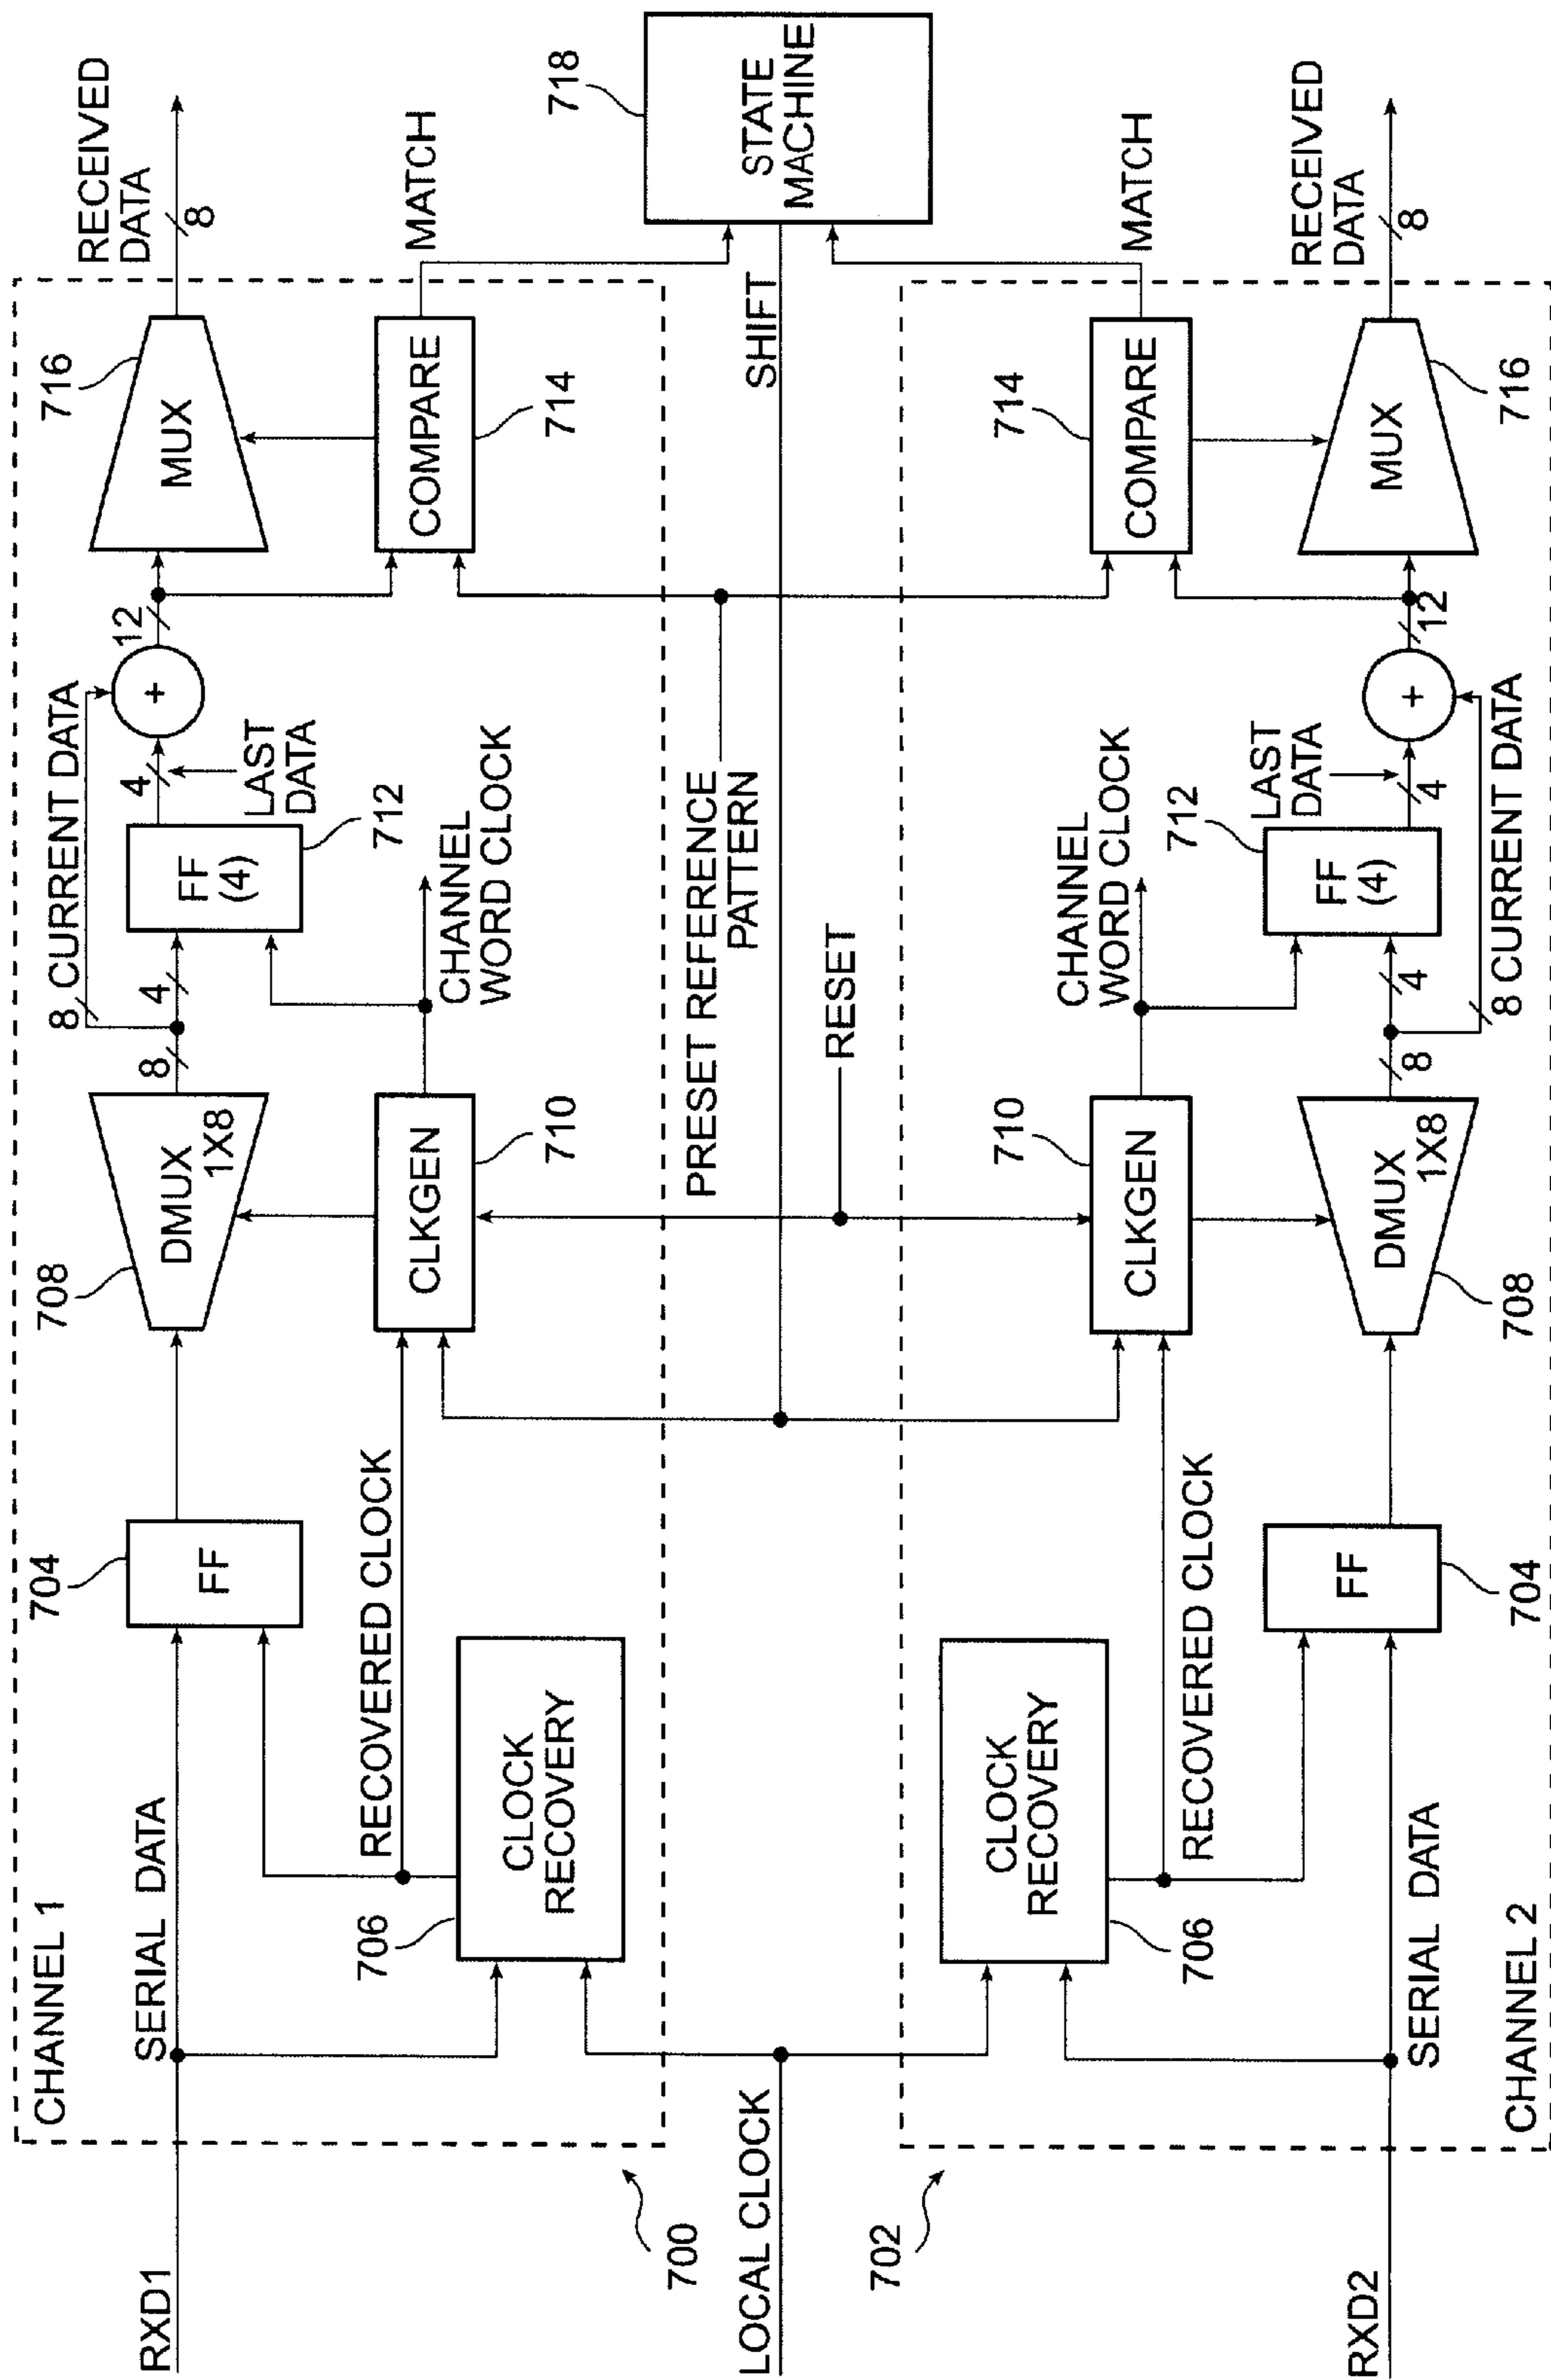 CHANNEL 1
RXD1
SERIAL DATA
704
FF
708
DMUX
1X8
8
8 CURRENT DATA
4
FF
(4)
712
4
LAST
DATA
+
12
716
MUX
RECEIVED
DATA
8
706
CLOCK
RECOVERY
RECOVERED CLOCK
CLKGEN
710
CHANNEL
WORD CLOCK
COMPARE
714
MATCH
700
LOCAL CLOCK
PRESET REFERENCE
PATTERN
RESET
SHIFT
718
STATE
MACHINE
702
CLOCK
RECOVERY
706
RECOVERED CLOCK
710
CLKGEN
CHANNEL
WORD CLOCK
714
COMPARE
MATCH
RXD2
SERIAL DATA
FF
704
DMUX
1X8
708
8
4
8 CURRENT DATA
712
FF
(4)
LAST
DATA
4
+
12
MUX
716
RECEIVED
DATA
8
CHANNEL 2